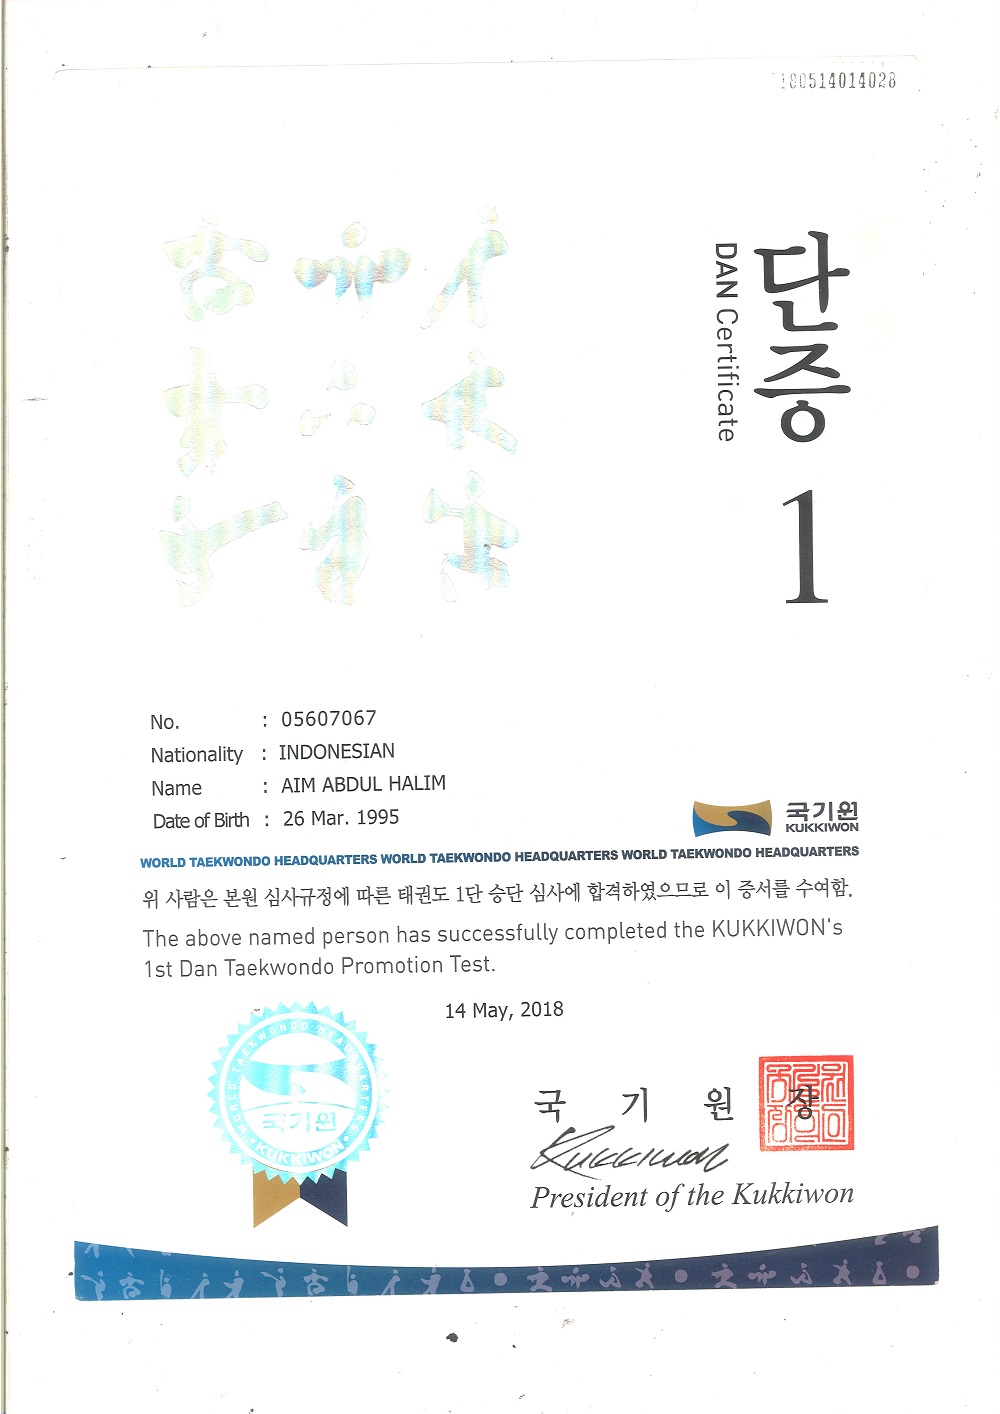 180514014028
단증
DAN Certificate
1
No. : 05607067
Nationality : INDONESIAN
Name : AIM ABDUL HALIM
Date of Birth : 26 Mar. 1995
국기원
KUKKIWON
WORLD TAEKWONDO HEADQUARTERS WORLD TAEKWONDO HEADQUARTERS WORLD TAEKWONDO HEADQUARTERS
위 사람은 본원 심사규정에 따른 태권도 1단 승단 심사에 합격하였으므로 이 증서를 수여함.
The above named person has successfully completed the KUKKIWON's
1st Dan Taekwondo Promotion Test.
14 May, 2018
WORLD TAEKWONDO HEADQUARTERS
국기원
KUKKIWON
국 기 원 장
Kukkiwon
President of the Kukkiwon